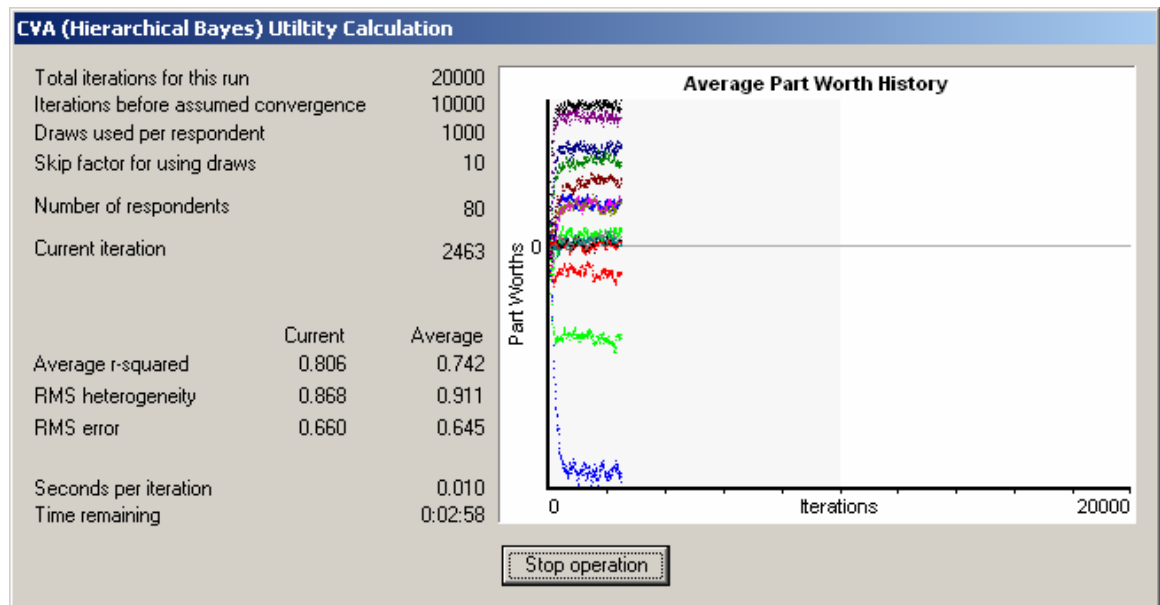 CVA (Hierarchical Bayes) Utiltity Calculation
Total iterations for this run 20000
Iterations before assumed convergence 10000
Draws used per respondent 1000
Skip factor for using draws 10
Number of respondents 80
Current iteration 2463
Current Average
Average r-squared 0.806 0.742
RMS heterogeneity 0.868 0.911
RMS error 0.660 0.645
Seconds per iteration 0.010
Time remaining 0:02:58
Average Part Worth History
Part Worths
0
0 Iterations 20000
Stop operation